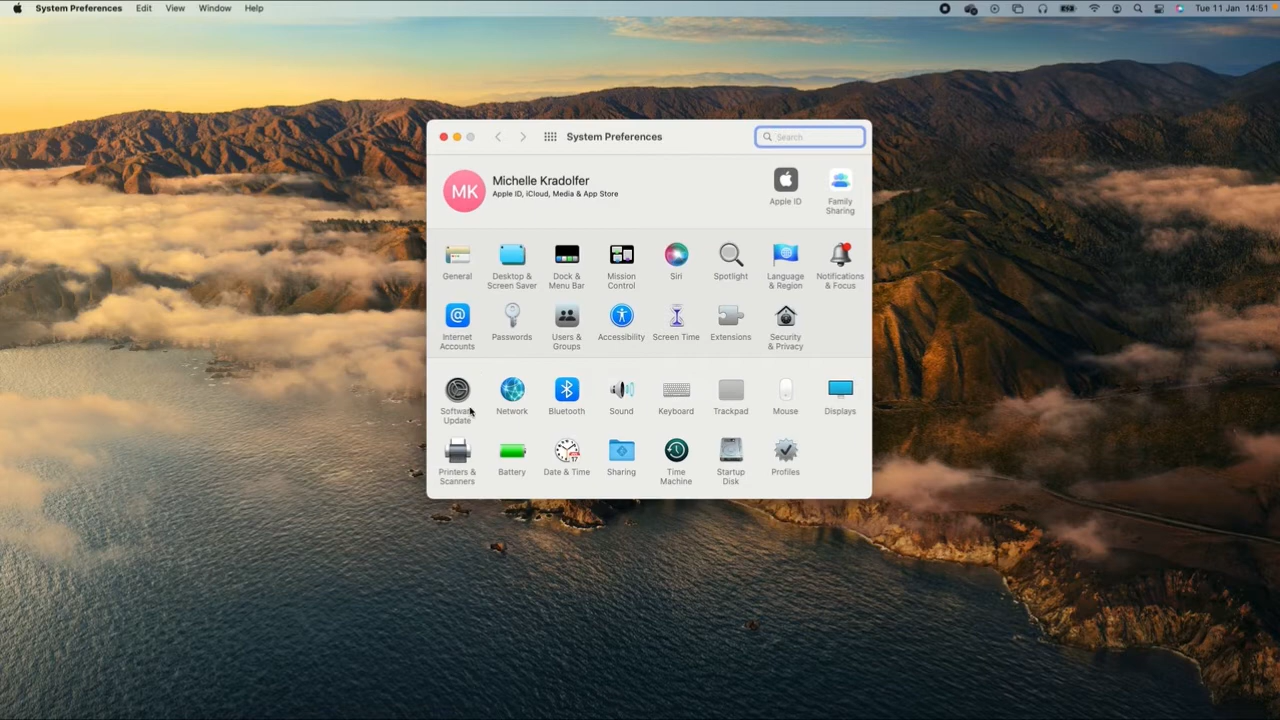 System Preferences Edit View Window Help Tue 11 Jan 14:51
System Preferences Search
MK Michelle Kradolfer
Apple ID, iCloud, Media & App Store
Apple ID
Family
Sharing
General
Desktop &
Screen Saver
Dock &
Menu Bar
Mission
Control
Siri
Spotlight
Language
& Region
Notifications
& Focus
Internet
Accounts
Passwords
Users &
Groups
Accessibility
Screen Time
Extensions
Security
& Privacy
Software
Update
Network
Bluetooth
Sound
Keyboard
Trackpad
Mouse
Displays
Printers &
Scanners
Battery
Date & Time
Sharing
Time
Machine
Startup
Disk
Profiles